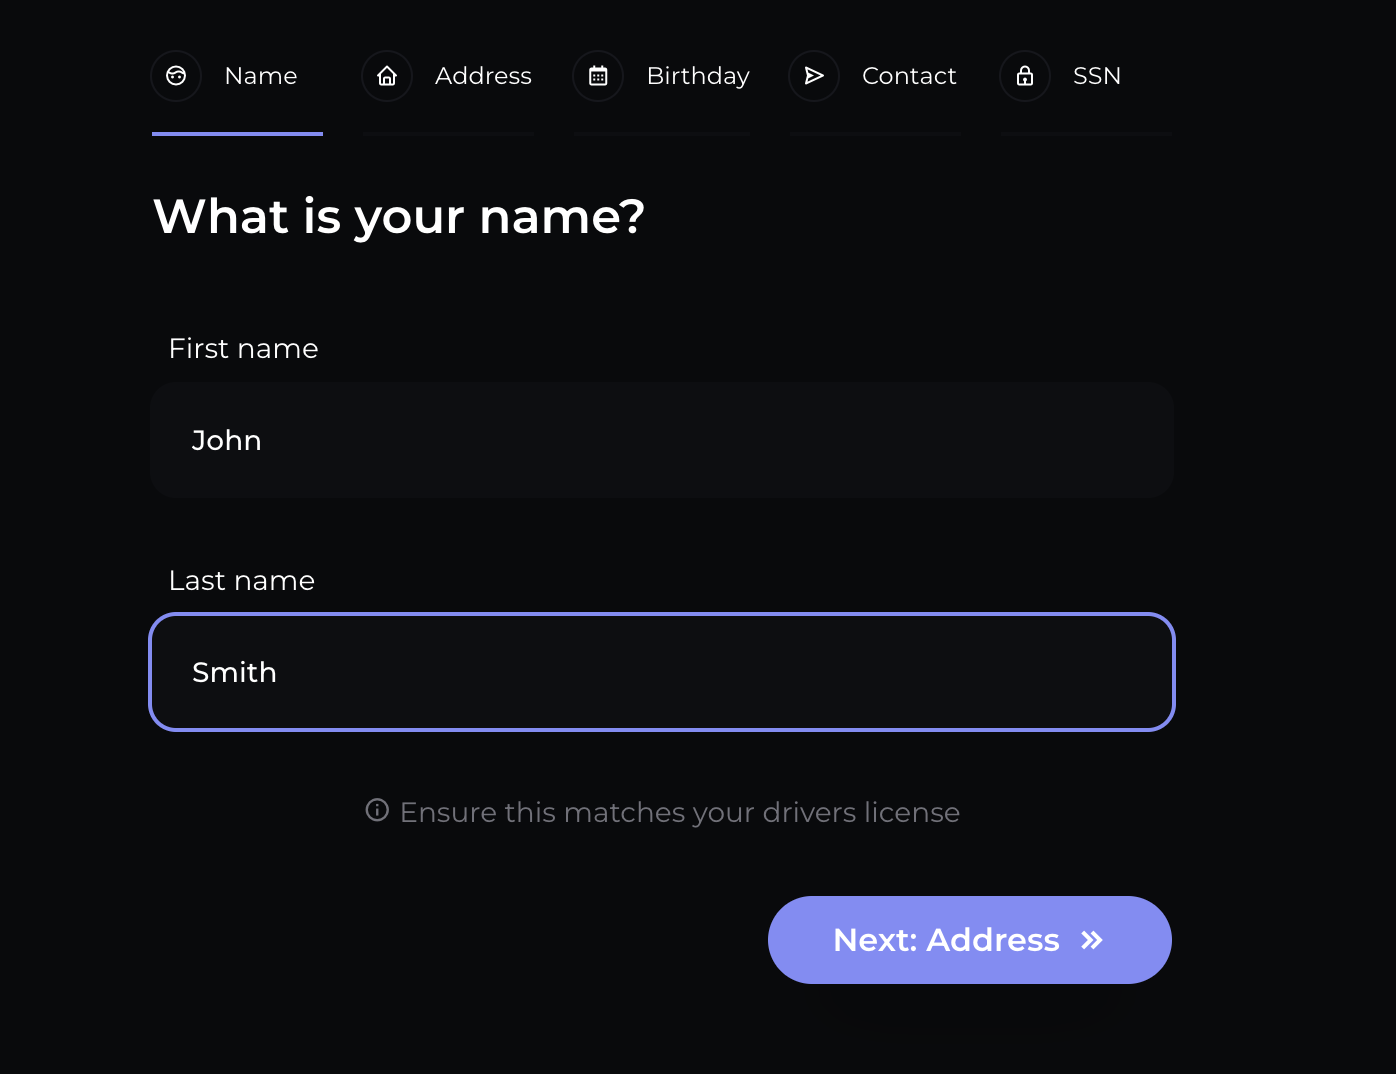 Name Address Birthday Contact SSN
What is your name?
First name
John
Last name
Smith
Ensure this matches your drivers license
Next: Address